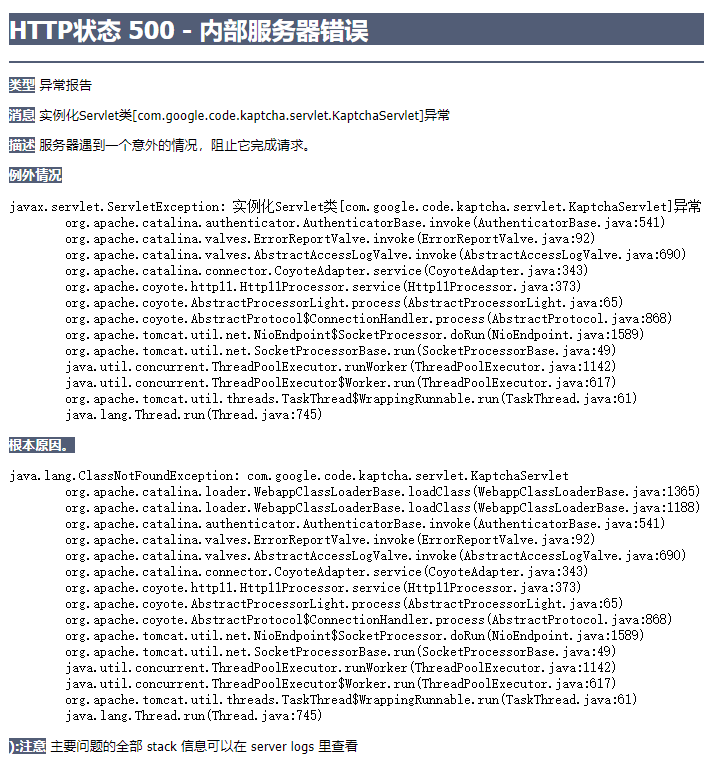 HTTP状态 500 - 内部服务器错误
类型 异常报告
消息 实例化Servlet类[com.google.code.kaptcha.servlet.KaptchaServlet]异常
描述 服务器遇到一个意外的情况，阻止它完成请求。
例外情况
javax.servlet.ServletException: 实例化Servlet类[com.google.code.kaptcha.servlet.KaptchaServlet]异常
org.apache.catalina.authenticator.AuthenticatorBase.invoke(AuthenticatorBase.java:541)
org.apache.catalina.valves.ErrorReportValve.invoke(ErrorReportValve.java:92)
org.apache.catalina.valves.AbstractAccessLogValve.invoke(AbstractAccessLogValve.java:690)
org.apache.catalina.connector.CoyoteAdapter.service(CoyoteAdapter.java:343)
org.apache.coyote.http11.Http11Processor.service(Http11Processor.java:373)
org.apache.coyote.AbstractProcessorLight.process(AbstractProcessorLight.java:65)
org.apache.coyote.AbstractProtocol$ConnectionHandler.process(AbstractProtocol.java:868)
org.apache.tomcat.util.net.NioEndpoint$SocketProcessor.doRun(NioEndpoint.java:1589)
org.apache.tomcat.util.net.SocketProcessorBase.run(SocketProcessorBase.java:49)
java.util.concurrent.ThreadPoolExecutor.runWorker(ThreadPoolExecutor.java:1142)
java.util.concurrent.ThreadPoolExecutor$Worker.run(ThreadPoolExecutor.java:617)
org.apache.tomcat.util.threads.TaskThread$WrappingRunnable.run(TaskThread.java:61)
java.lang.Thread.run(Thread.java:745)
根本原因。
java.lang.ClassNotFoundException: com.google.code.kaptcha.servlet.KaptchaServlet
org.apache.catalina.loader.WebappClassLoaderBase.loadClass(WebappClassLoaderBase.java:1365)
org.apache.catalina.loader.WebappClassLoaderBase.loadClass(WebappClassLoaderBase.java:1188)
org.apache.catalina.authenticator.AuthenticatorBase.invoke(AuthenticatorBase.java:541)
org.apache.catalina.valves.ErrorReportValve.invoke(ErrorReportValve.java:92)
org.apache.catalina.valves.AbstractAccessLogValve.invoke(AbstractAccessLogValve.java:690)
org.apache.catalina.connector.CoyoteAdapter.service(CoyoteAdapter.java:343)
org.apache.coyote.http11.Http11Processor.service(Http11Processor.java:373)
org.apache.coyote.AbstractProcessorLight.process(AbstractProcessorLight.java:65)
org.apache.coyote.AbstractProtocol$ConnectionHandler.process(AbstractProtocol.java:868)
org.apache.tomcat.util.net.NioEndpoint$SocketProcessor.doRun(NioEndpoint.java:1589)
org.apache.tomcat.util.net.SocketProcessorBase.run(SocketProcessorBase.java:49)
java.util.concurrent.ThreadPoolExecutor.runWorker(ThreadPoolExecutor.java:1142)
java.util.concurrent.ThreadPoolExecutor$Worker.run(ThreadPoolExecutor.java:617)
org.apache.tomcat.util.threads.TaskThread$WrappingRunnable.run(TaskThread.java:61)
java.lang.Thread.run(Thread.java:745)
):注意 主要问题的全部 stack 信息可以在 server logs 里查看